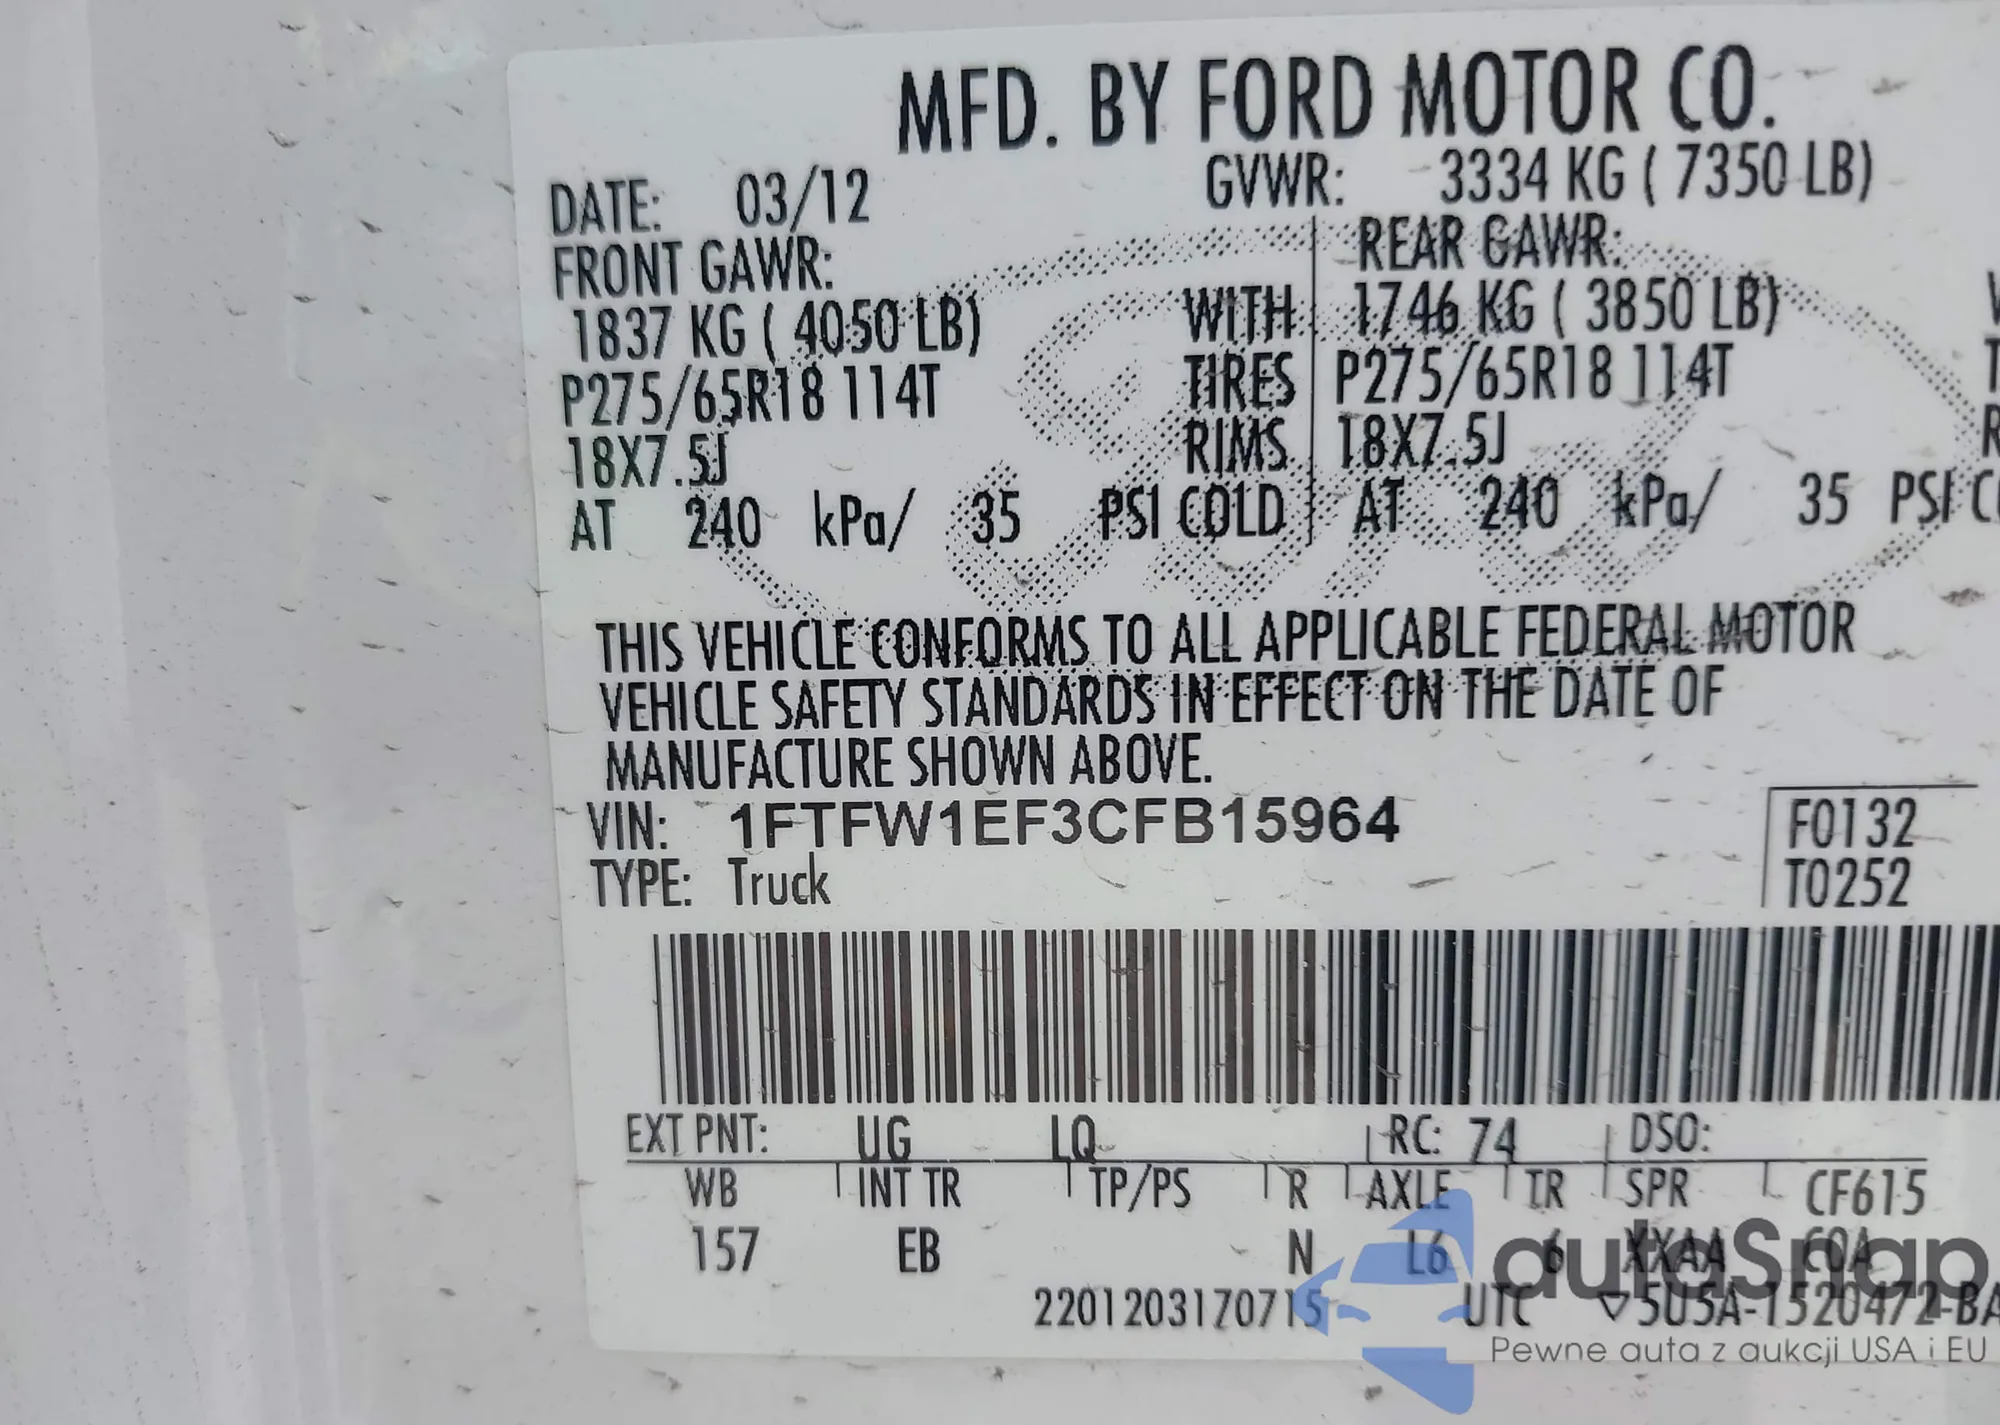 MFD. BY FORD MOTOR CO.
DATE: 03/12 GVWR: 3334 KG ( 7350 LB)
FRONT GAWR: REAR GAWR:
1837 KG ( 4050 LB) WITH 1746 KG ( 3850 LB)
P275/65R18 114T TIRES P275/65R18 114T
18X7.5J RIMS 18X7.5J
AT 240 kPa/ 35 PSI COLD AT 240 kPa/ 35 PSI C
THIS VEHICLE CONFORMS TO ALL APPLICABLE FEDERAL MOTOR
VEHICLE SAFETY STANDARDS IN EFFECT ON THE DATE OF
MANUFACTURE SHOWN ABOVE.
VIN: 1FTFW1EF3CFB15964 F0132
TYPE: Truck T0252
EXT PNT: UG LQ RC: 74 DSO:
WB INT TR TP/PS R AXLE TR SPR CF615
157 EB N L6 6 XXAA COA
2201203170715 UTC ▽5U5A-1520472-BA
autoSnap
Pewne auta z aukcji USA i EU